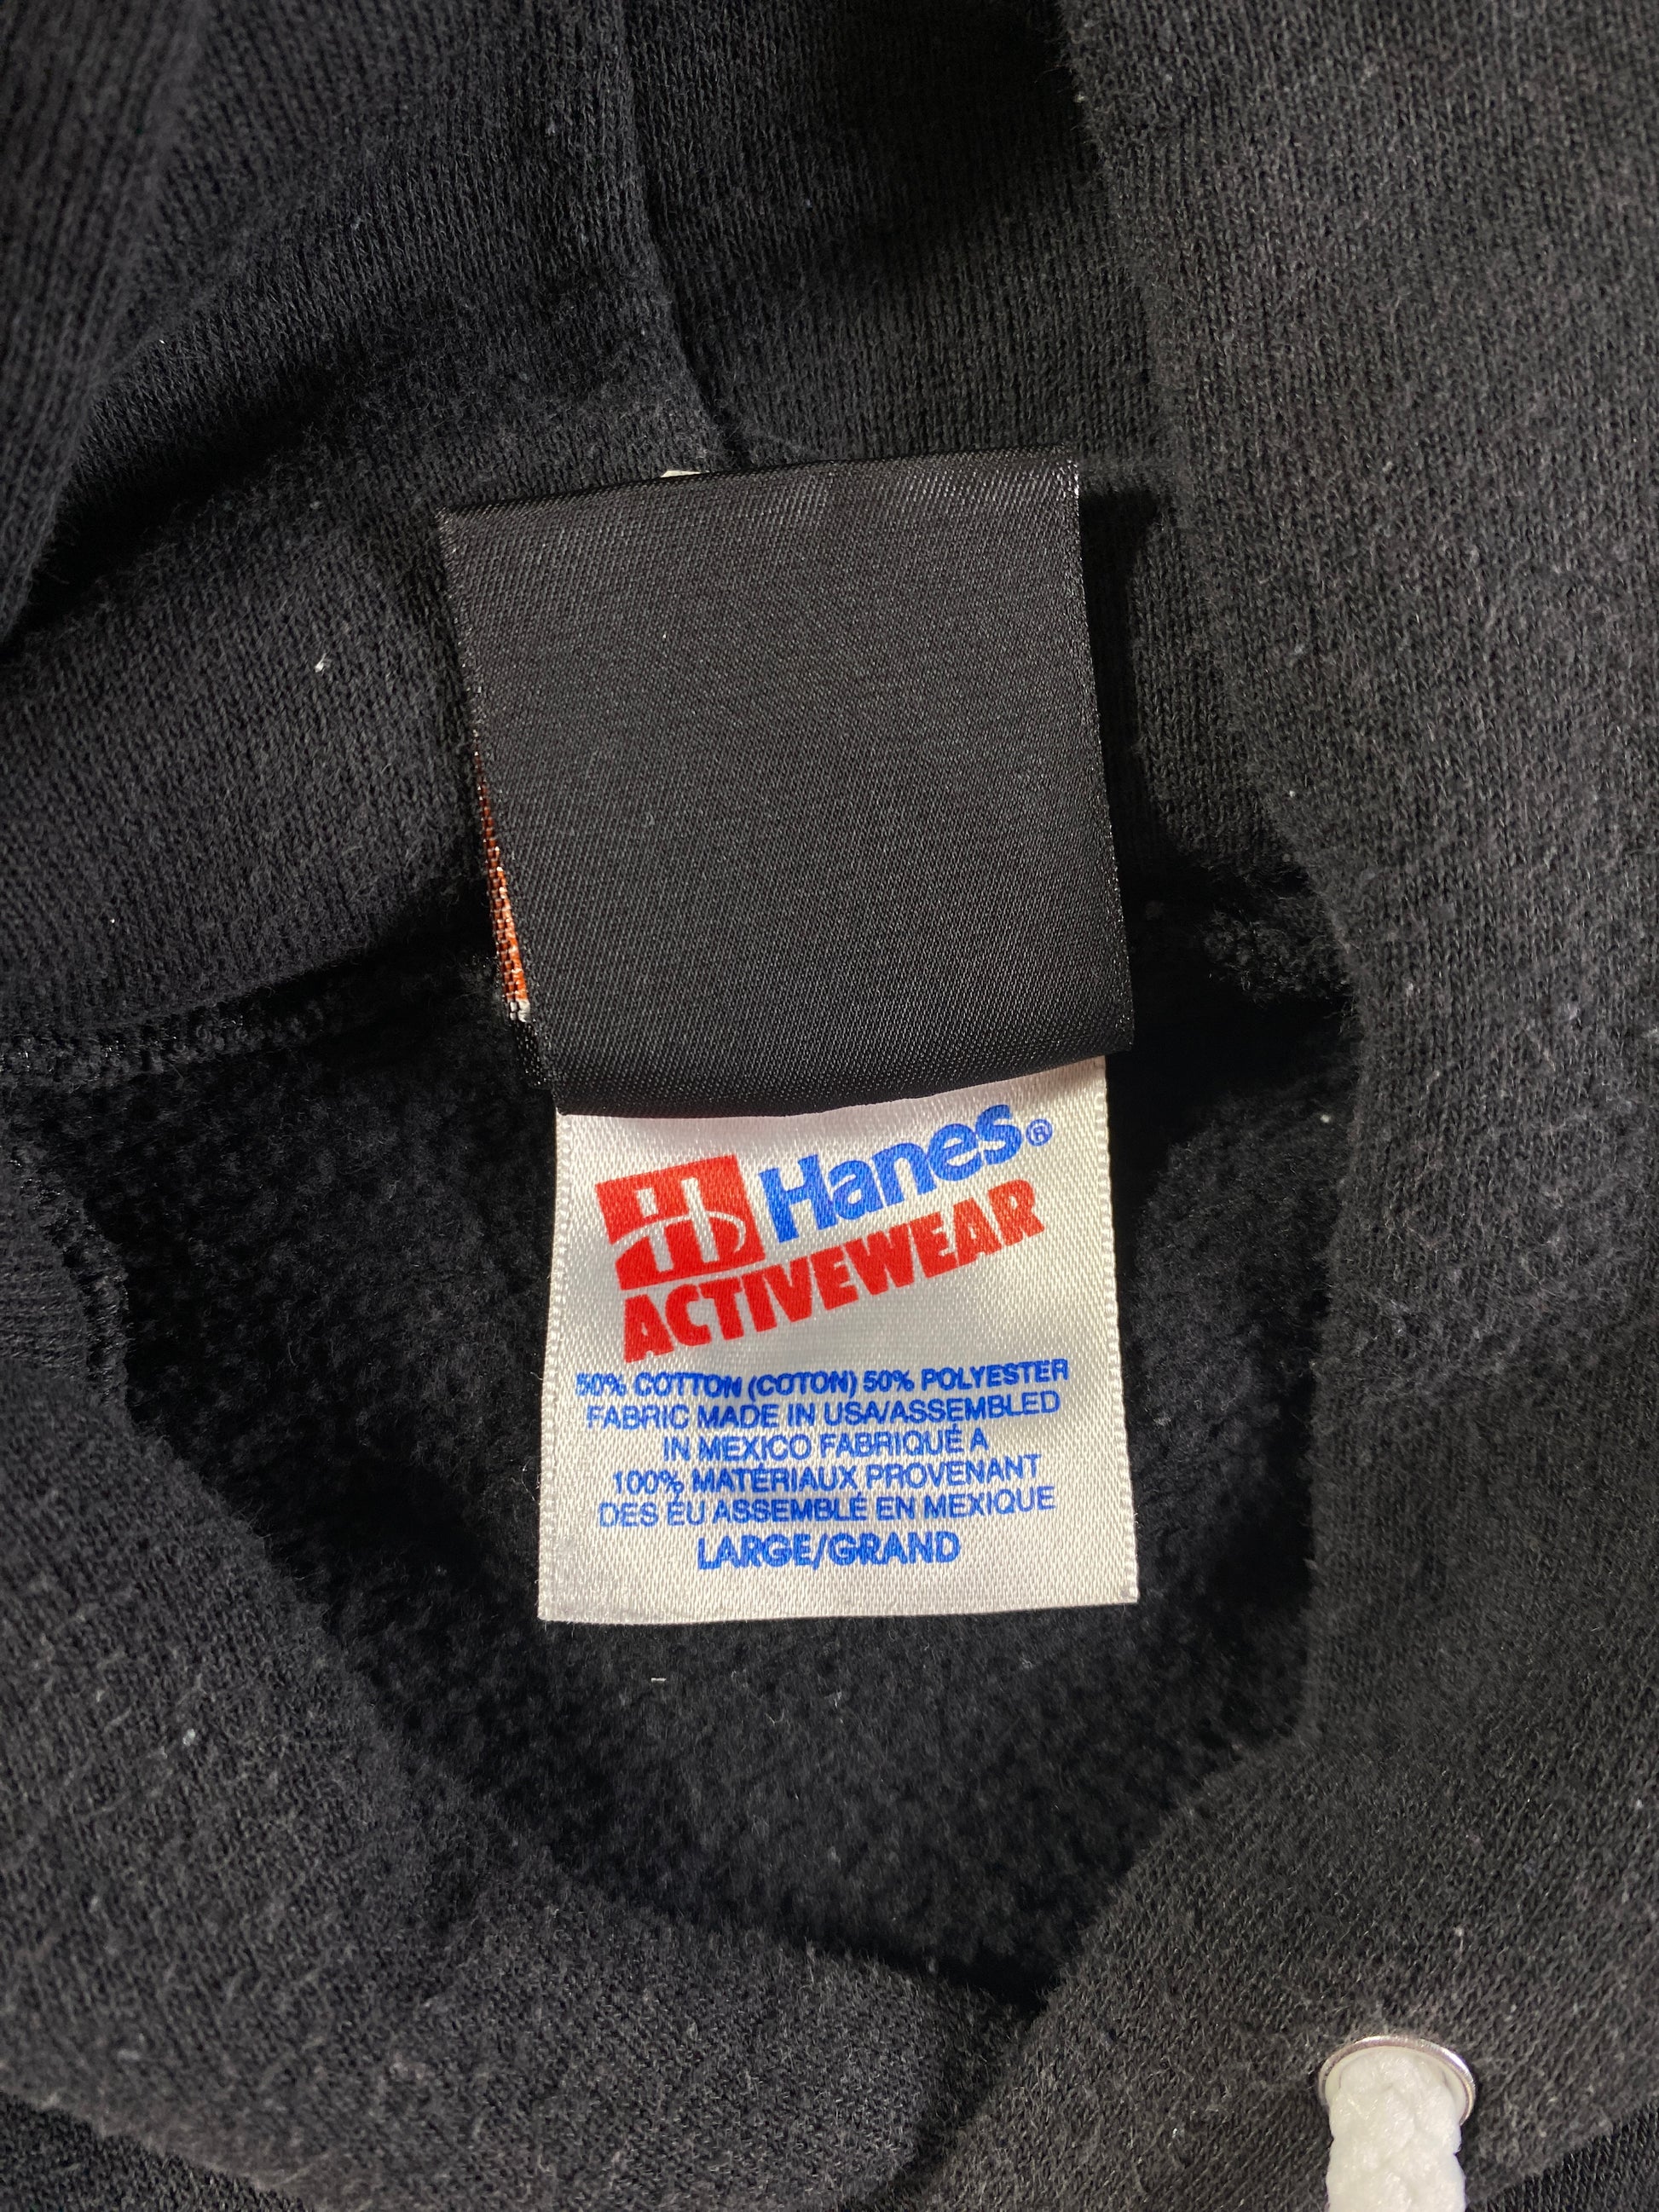 Hanes®
ACTIVEWEAR
50% COTTON (COTON) 50% POLYESTER
FABRIC MADE IN USA/ASSEMBLED
IN MEXICO FABRIQUÉ A
100% MATÉRIAUX PROVENANT
DES ÉU ASSEMBLÉ EN MEXIQUE
LARGE/GRAND